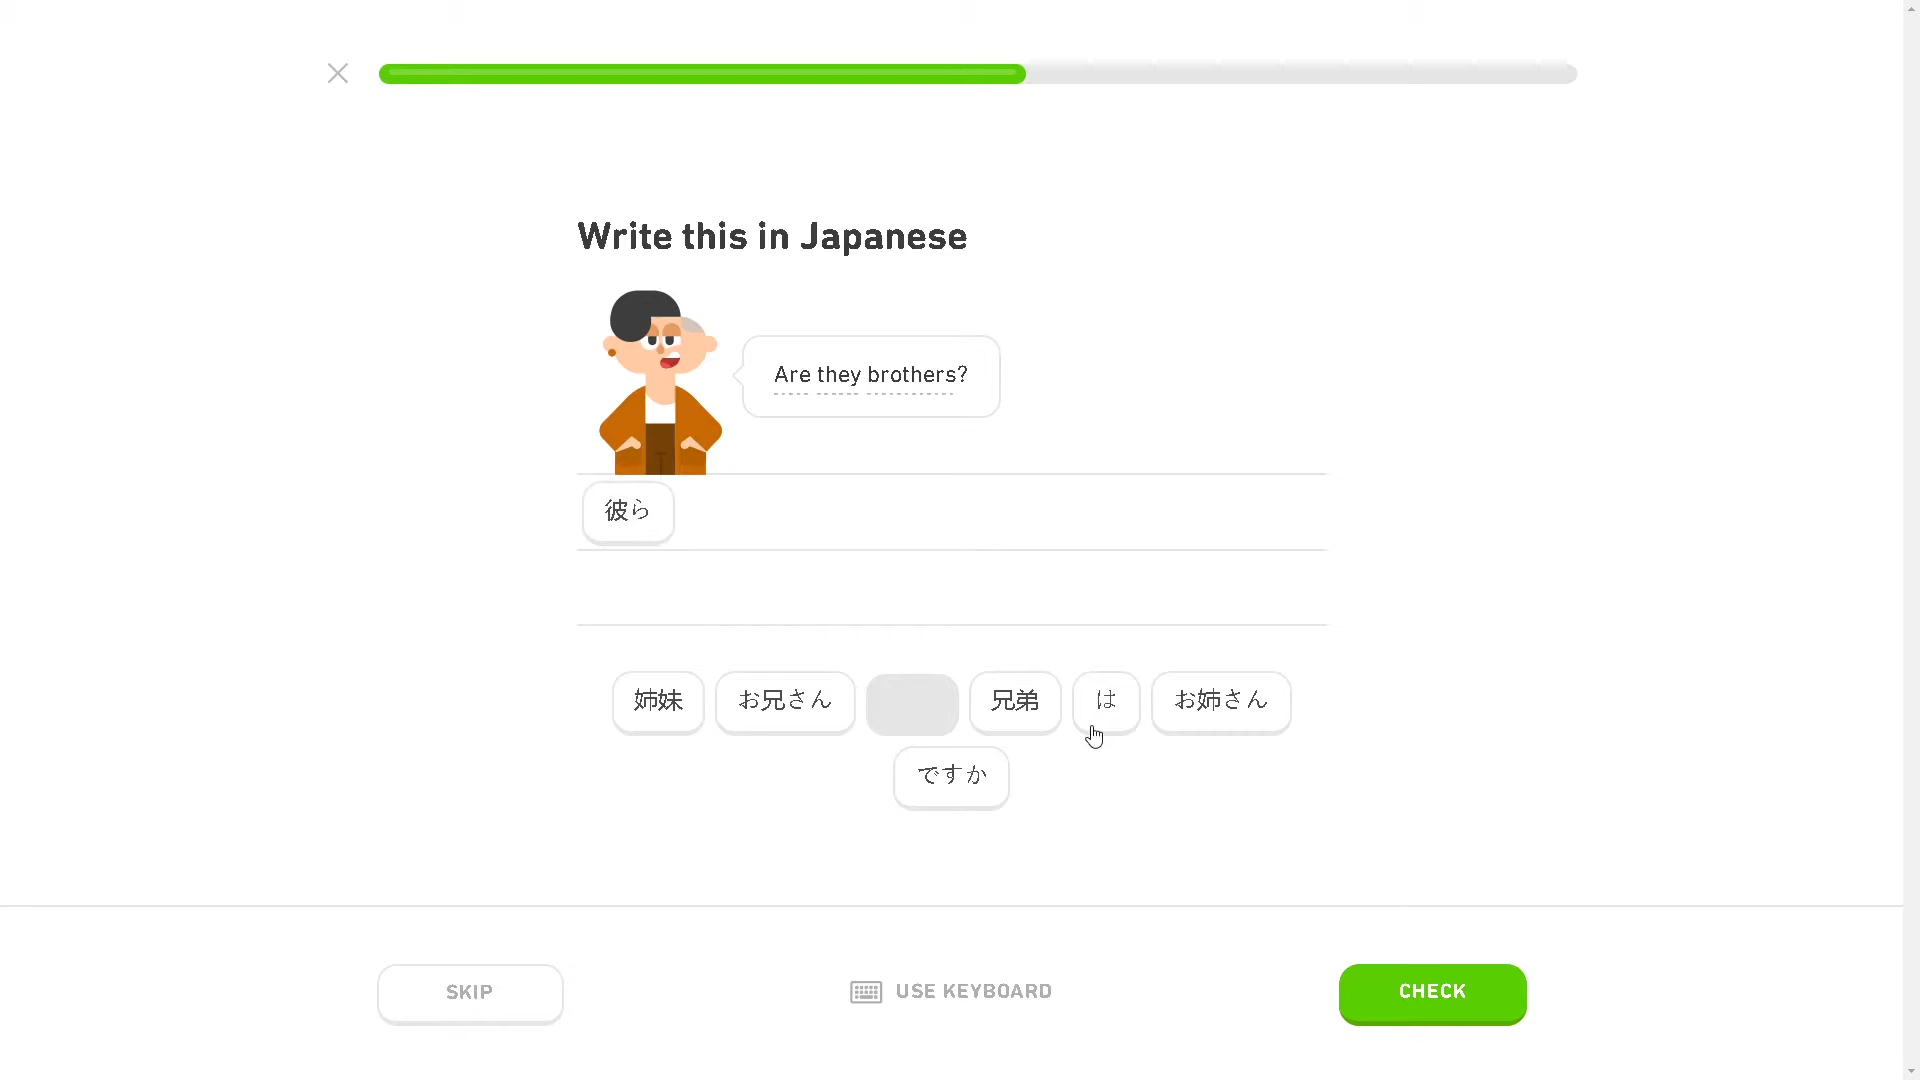 Write this in Japanese
Are they brothers?
彼ら
姉妹 お兄さん 兄弟 は お姉さん
ですか
SKIP USE KEYBOARD CHECK